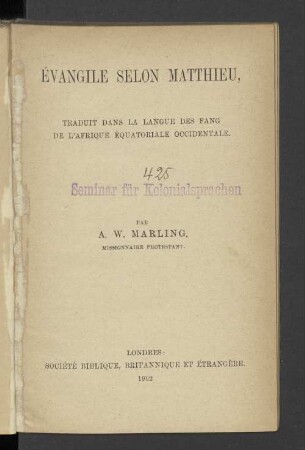 ÉVANGILE SELON MATTHIEU,
TRADUIT DANS LA LANGUE DES FANG
DE L'AFRIQUE ÉQUATORIALE OCCIDENTALE.
425
Seminar für Kolonialsprachen
PAR
A. W. MARLING,
MISSIONNAIRE PROTESTANT.
LONDRES:
SOCIÉTÉ BIBLIQUE, BRITANNIQUE ET ÉTRANGÈRE.
1902